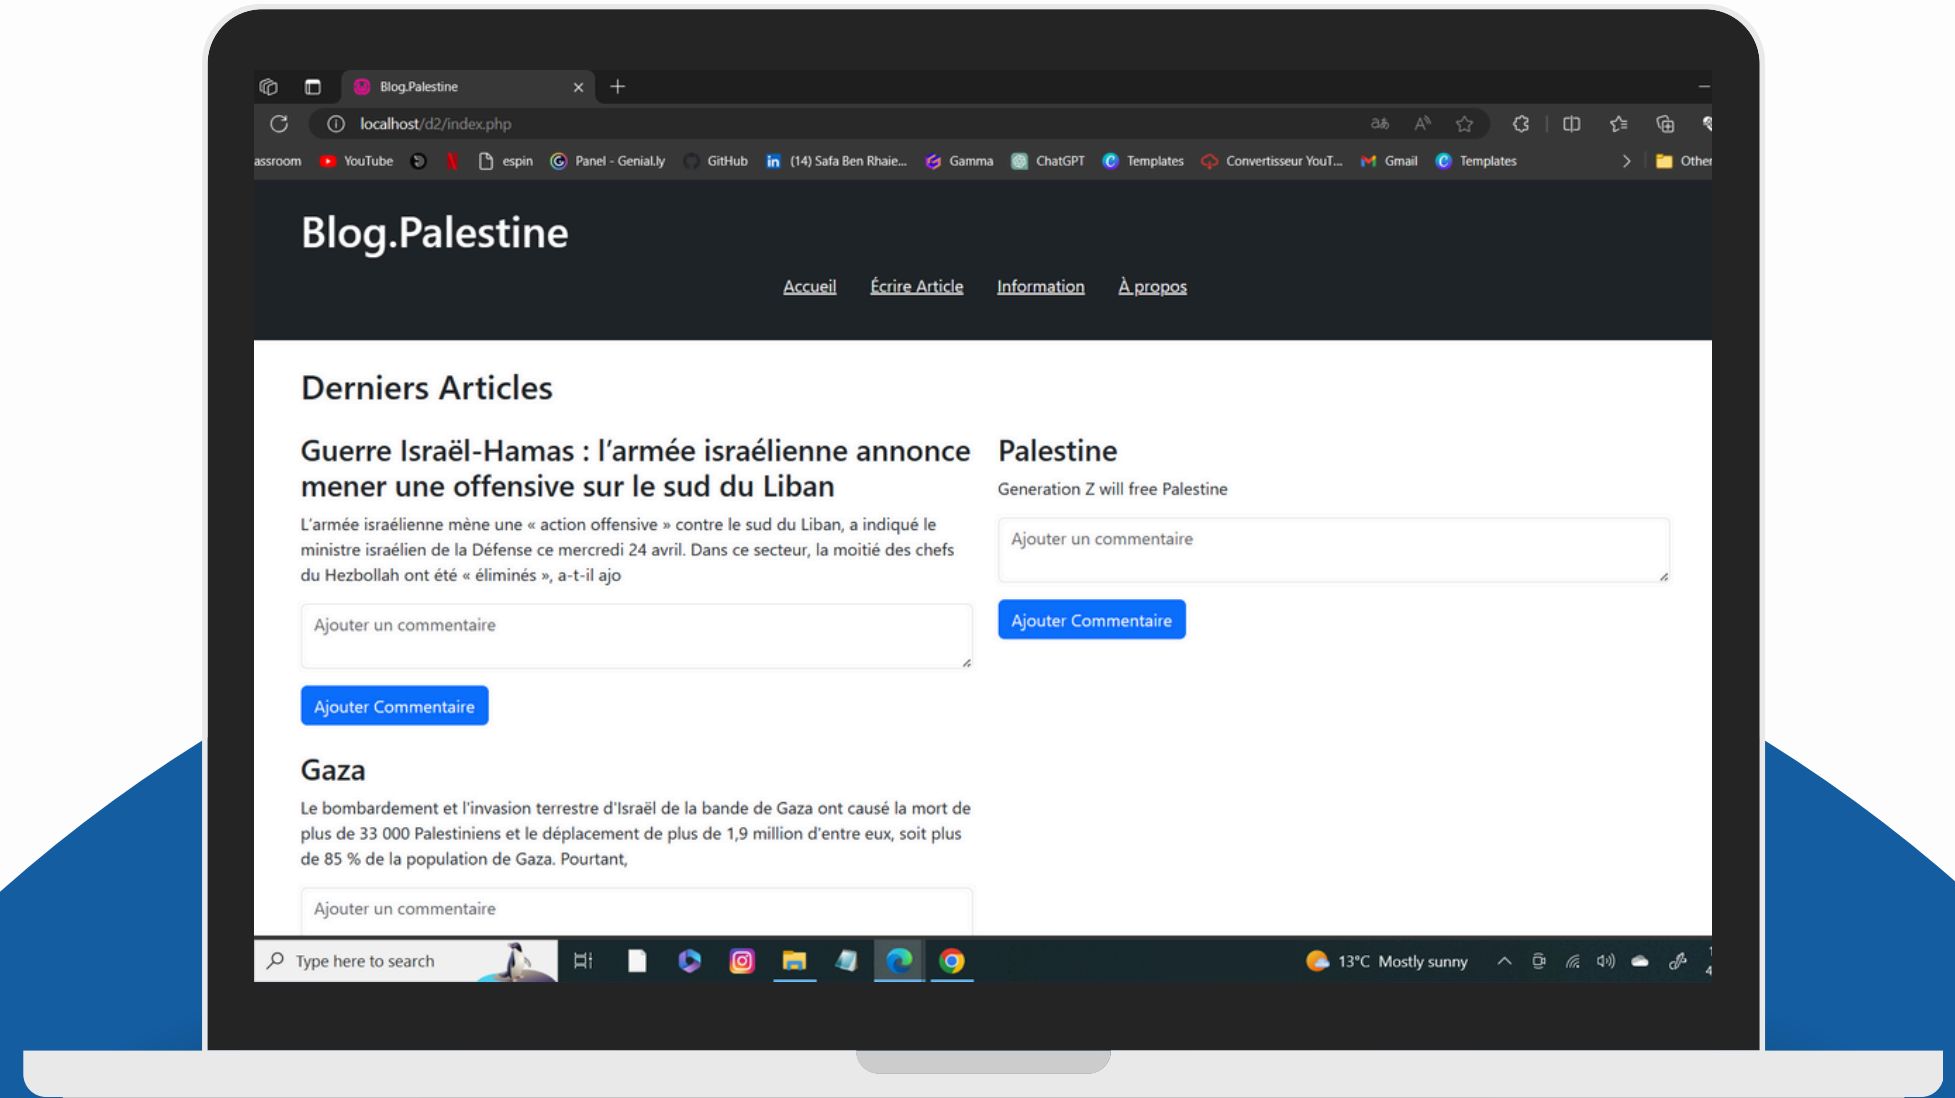 Blog.Palestine
localhost/d2/index.php
assroom YouTube espin Panel - Genial.ly GitHub (14) Safa Ben Rhaie... Gamma ChatGPT Templates Convertisseur YouT... Gmail Templates Other
Blog.Palestine
Accueil Écrire Article Information À propos
Derniers Articles
Guerre Israël-Hamas : l'armée israélienne annonce
mener une offensive sur le sud du Liban
L'armée israélienne mène une « action offensive » contre le sud du Liban, a indiqué le
ministre israélien de la Défense ce mercredi 24 avril. Dans ce secteur, la moitié des chefs
du Hezbollah ont été « éliminés », a-t-il ajo
Ajouter un commentaire
Ajouter Commentaire
Palestine
Generation Z will free Palestine
Ajouter un commentaire
Ajouter Commentaire
Gaza
Le bombardement et l'invasion terrestre d'Israël de la bande de Gaza ont causé la mort de
plus de 33 000 Palestiniens et le déplacement de plus de 1,9 million d'entre eux, soit plus
de 85 % de la population de Gaza. Pourtant,
Ajouter un commentaire
Type here to search
13°C Mostly sunny